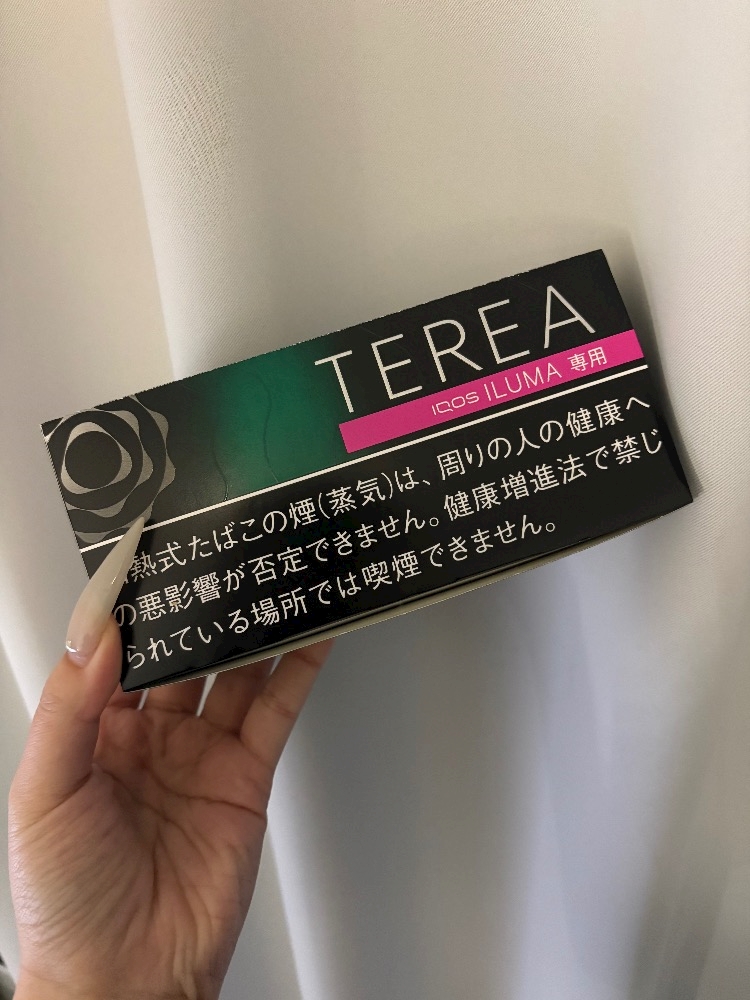 TEREA
IQOS ILUMA 専用
熱式たばこの煙(蒸気)は、周りの人の健康へ
の悪影響が否定できません。健康増進法で禁じ
られている場所では喫煙できません。